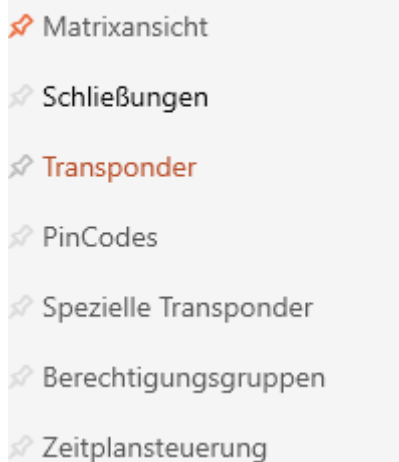 Matrixansicht
Schließungen
Transponder
PinCodes
Spezielle Transponder
Berechtigungsgruppen
Zeitplansteuerung